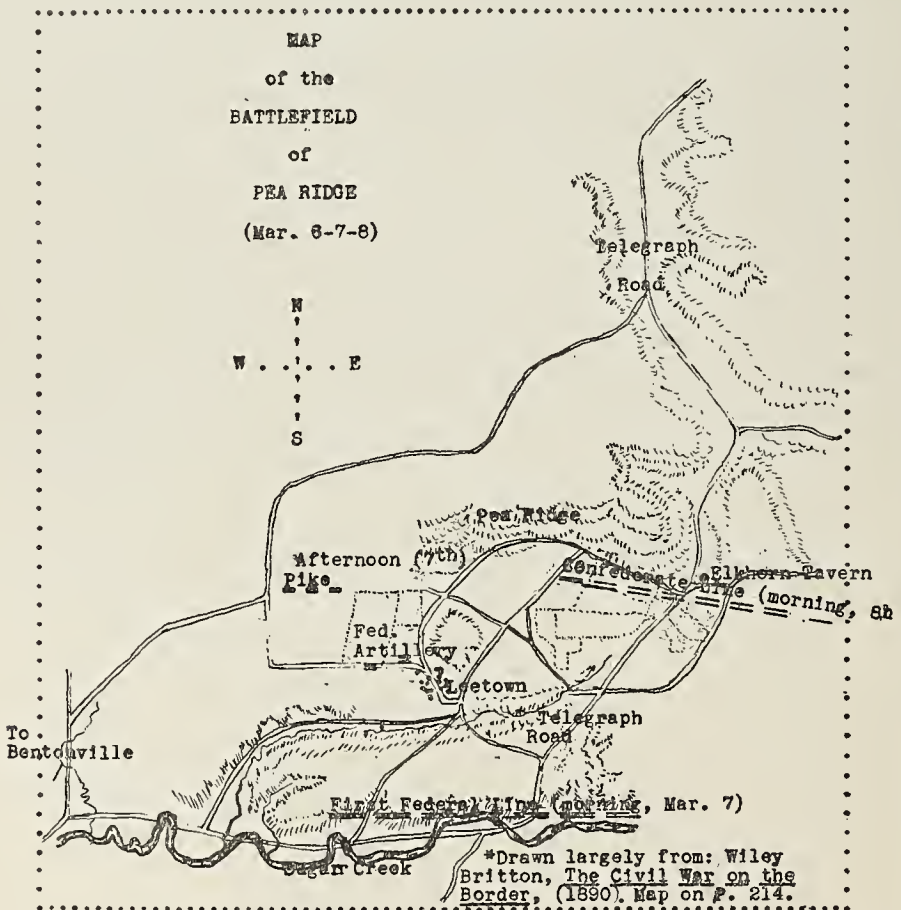 MAP
of the
BATTLEFIELD
of
PEA RIDGE
(Mar. 6-7-8)
N
W E
S
Telegraph
Road
Pea Ridge
Afternoon (7th)
Pike
Confederate Line (morning, 8h
Elkhorn Tavern
Fed.
Artillery
Leetown
Telegraph
Road
To
Bentonville
First Federal Line (morning, Mar. 7)
Sugar Creek
*Drawn largely from: Wiley
Britton, The Civil War on the
Border, (1890). Map on p. 214.